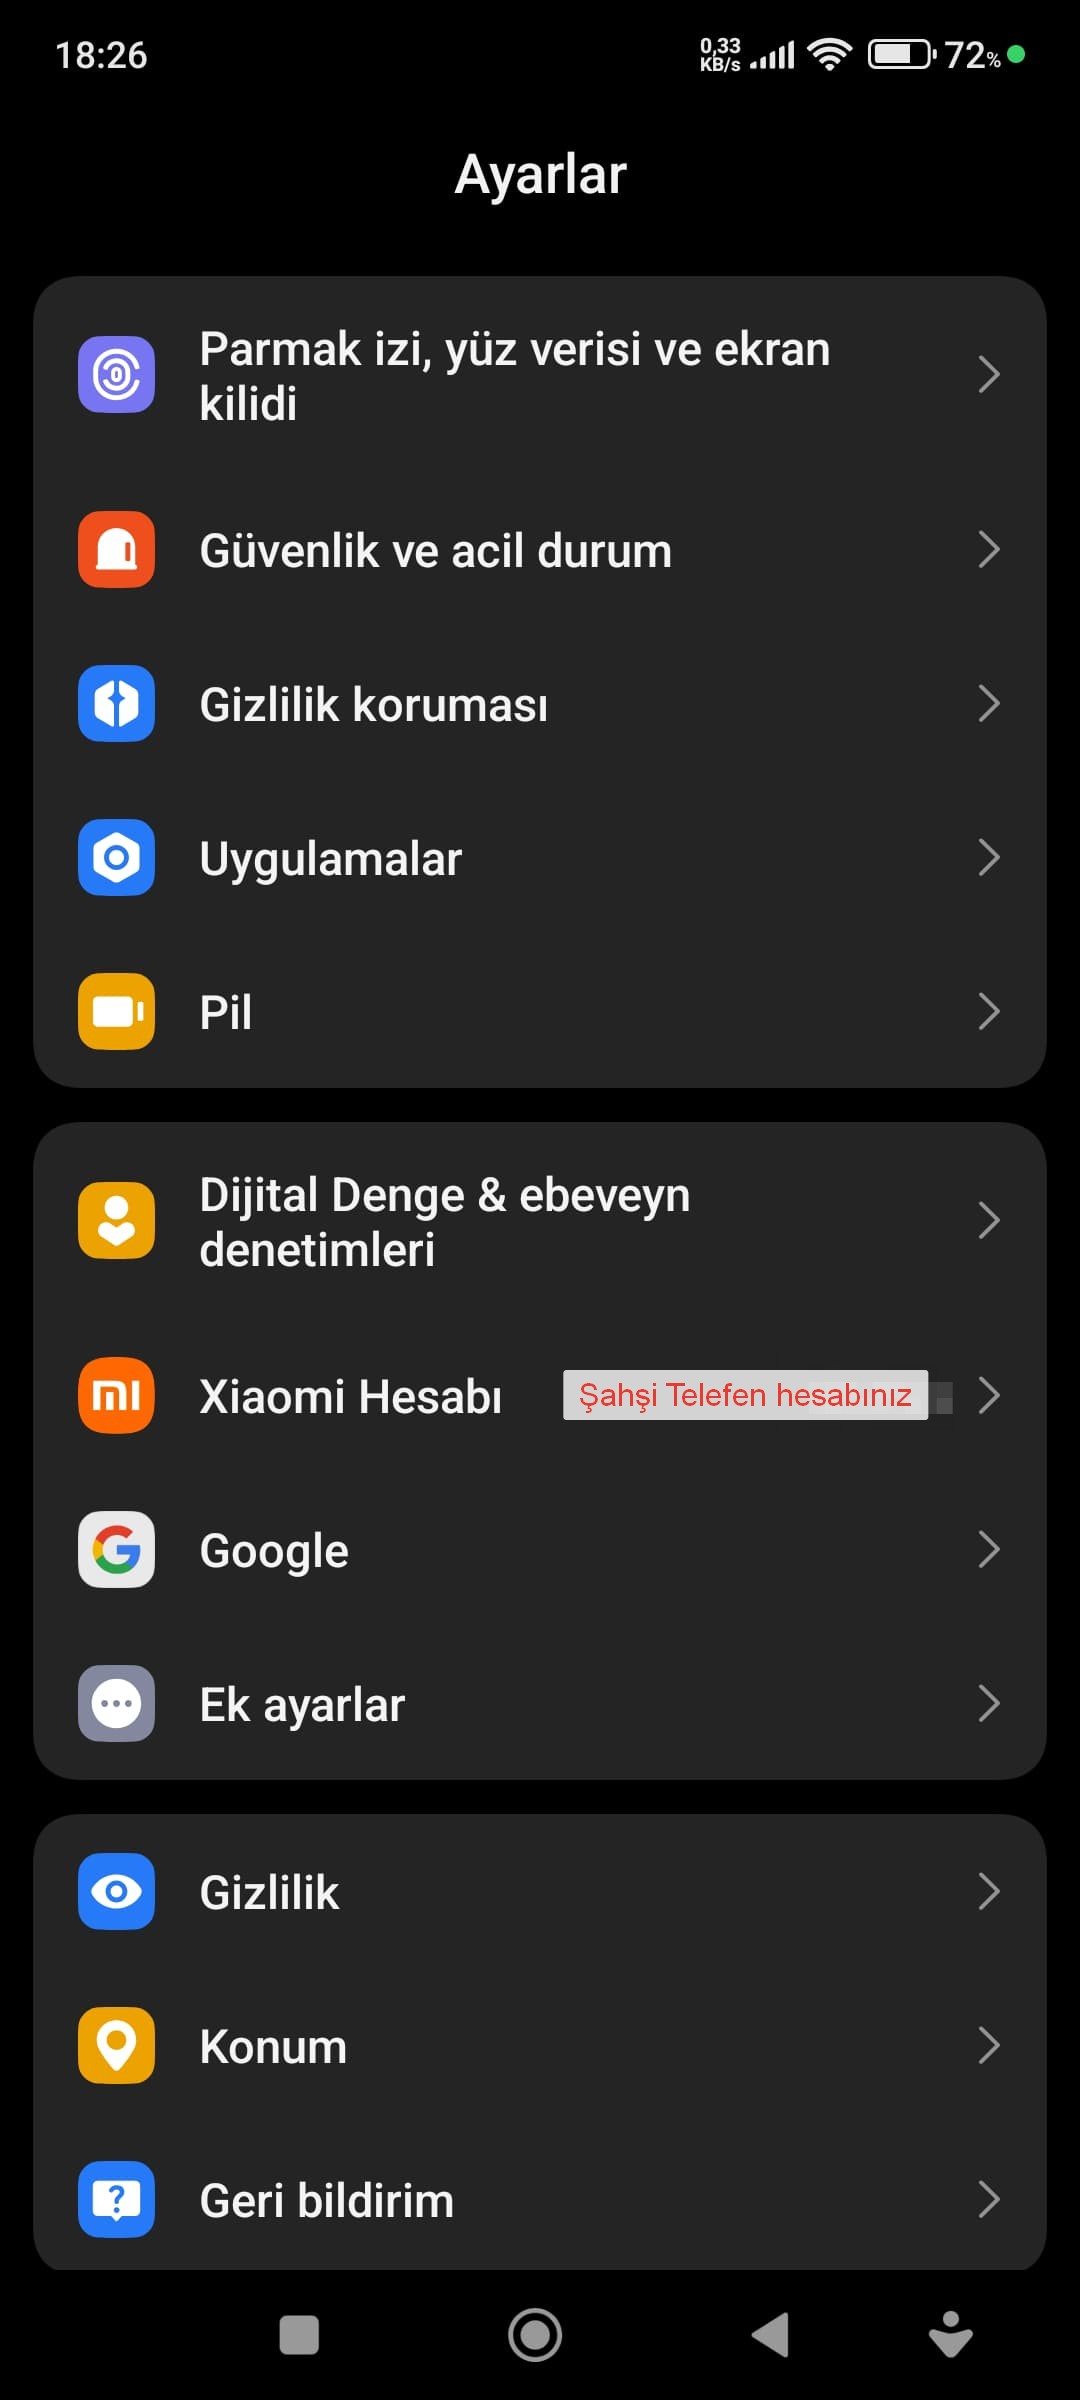 18:26
0,33
KB/s
72%
Ayarlar
Parmak izi, yüz verisi ve ekran
kilidi
Güvenlik ve acil durum
Gizlilik koruması
Uygulamalar
Pil
Dijital Denge & ebeveyn
denetimleri
Xiaomi Hesabı Şahşi Telefen hesabınız
Google
Ek ayarlar
Gizlilik
Konum
Geri bildirim